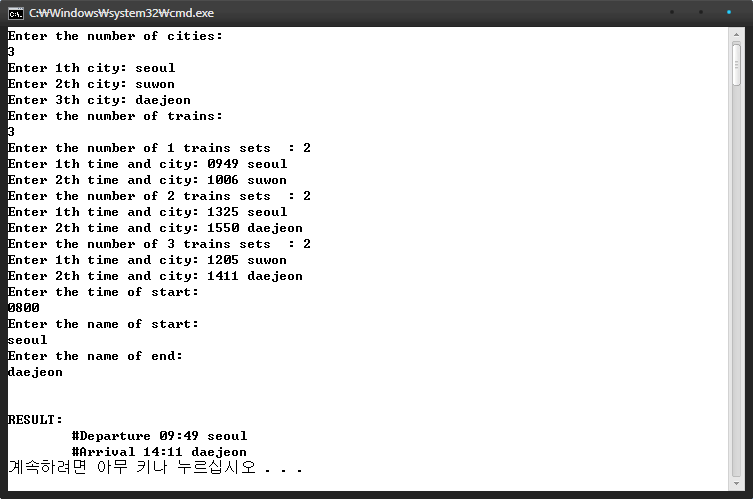 C:₩Windows₩system32₩cmd.exe
Enter the number of cities:
3
Enter 1th city: seoul
Enter 2th city: suwon
Enter 3th city: daejeon
Enter the number of trains:
3
Enter the number of 1 trains sets  : 2
Enter 1th time and city: 0949 seoul
Enter 2th time and city: 1006 suwon
Enter the number of 2 trains sets  : 2
Enter 1th time and city: 1325 seoul
Enter 2th time and city: 1550 daejeon
Enter the number of 3 trains sets  : 2
Enter 1th time and city: 1205 suwon
Enter 2th time and city: 1411 daejeon
Enter the time of start:
0800
Enter the name of start:
seoul
Enter the name of end:
daejeon
RESULT:
#Departure 09:49 seoul
#Arrival 14:11 daejeon
계속하려면 아무 키나 누르십시오 . . .